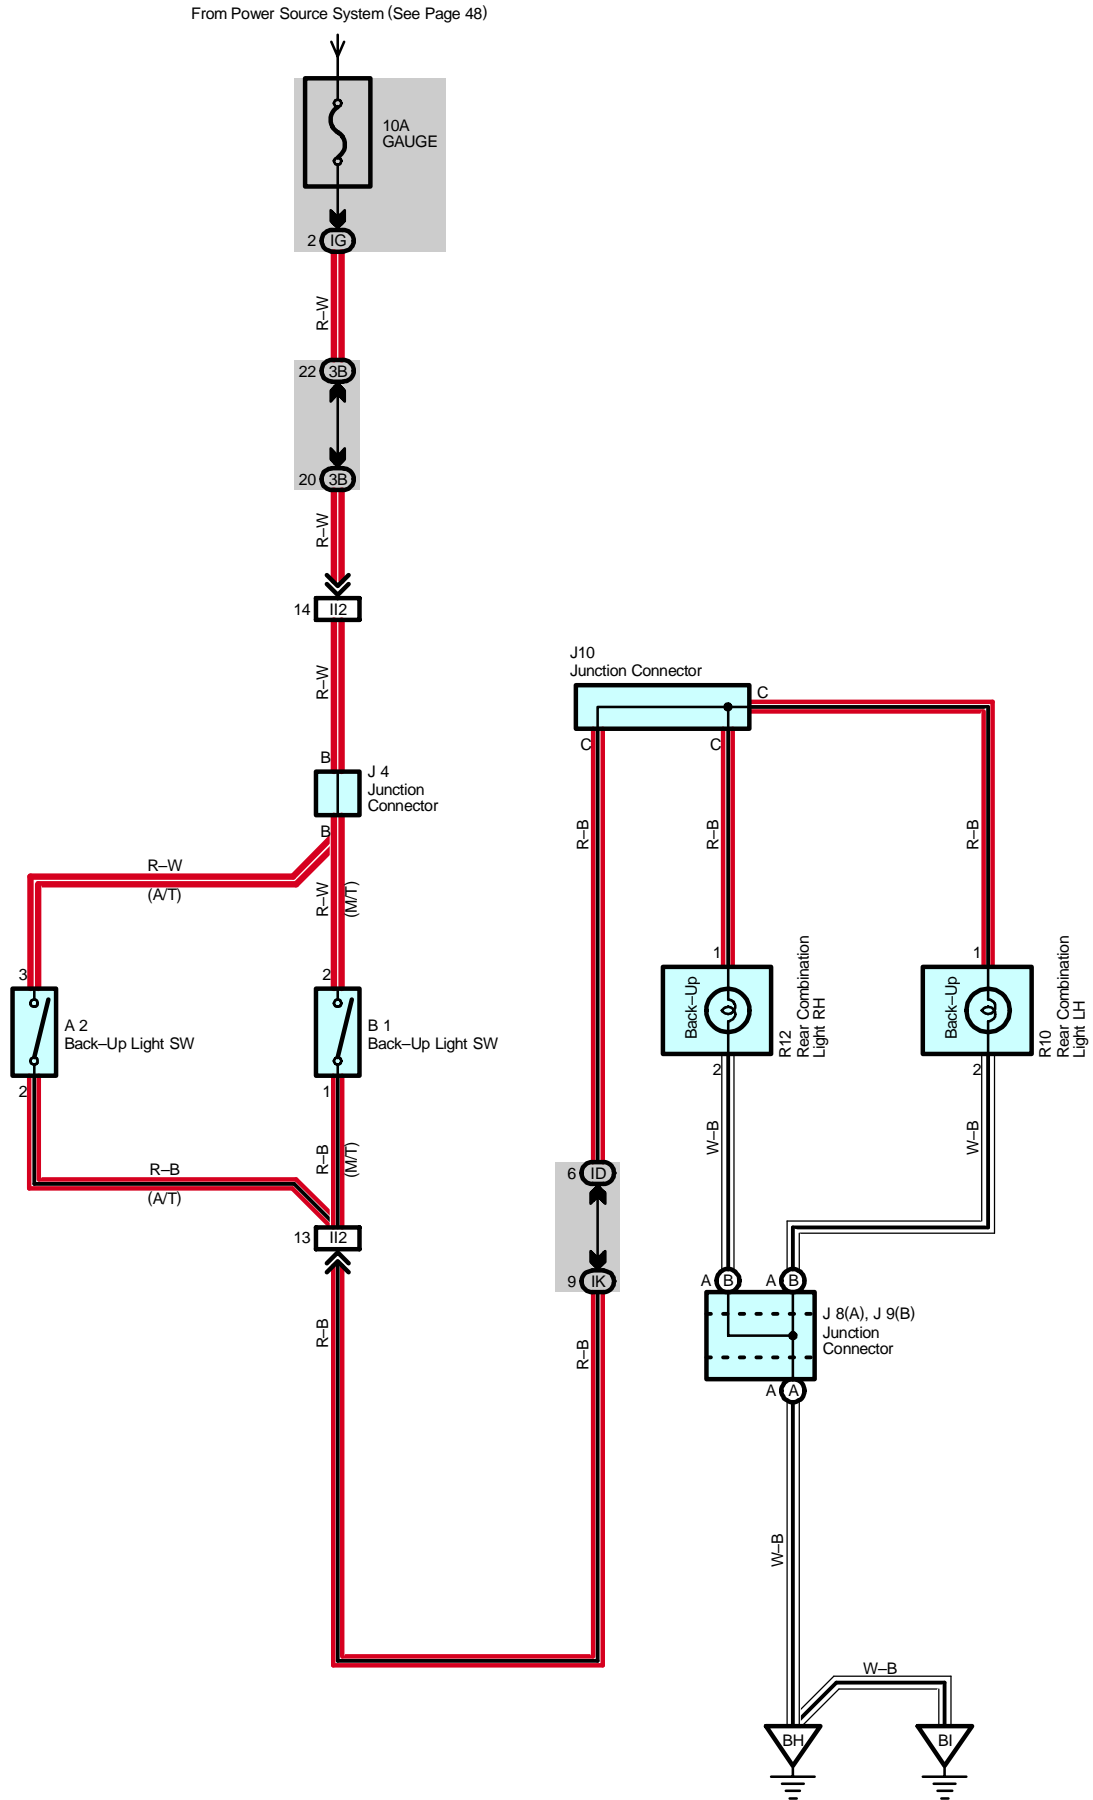 From Power Source System (See Page 48)
10A
GAUGE
2 IG
R–W
22 3B
20 3B
R–W
14 II2
R–W
J10
Junction Connector
C
B
C
C
J 4
Junction
Connector
B
R–W
(A/T)
R–W
(M/T)
R–B
R–B
R–B
3
2
1
1
A 2
Back–Up Light SW
B 1
Back–Up Light SW
Back–Up
R12
Rear Combination
Light RH
Back–Up
R10
Rear Combination
Light LH
2
1
2
2
R–B
(A/T)
R–B
(M/T)
W–B
W–B
6 ID
13 II2
9 IK
A B
A B
R–B
R–B
J 8(A), J 9(B)
Junction
Connector
A A
W–B
W–B
BH
BI